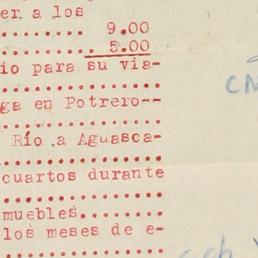 er a los
........... 9.00
........... 5.00
io para su via-
................
ga en Potrero--
................
Río a Aguasca-
................
cuartos durante
................
muebles.........
los meses de e-
................